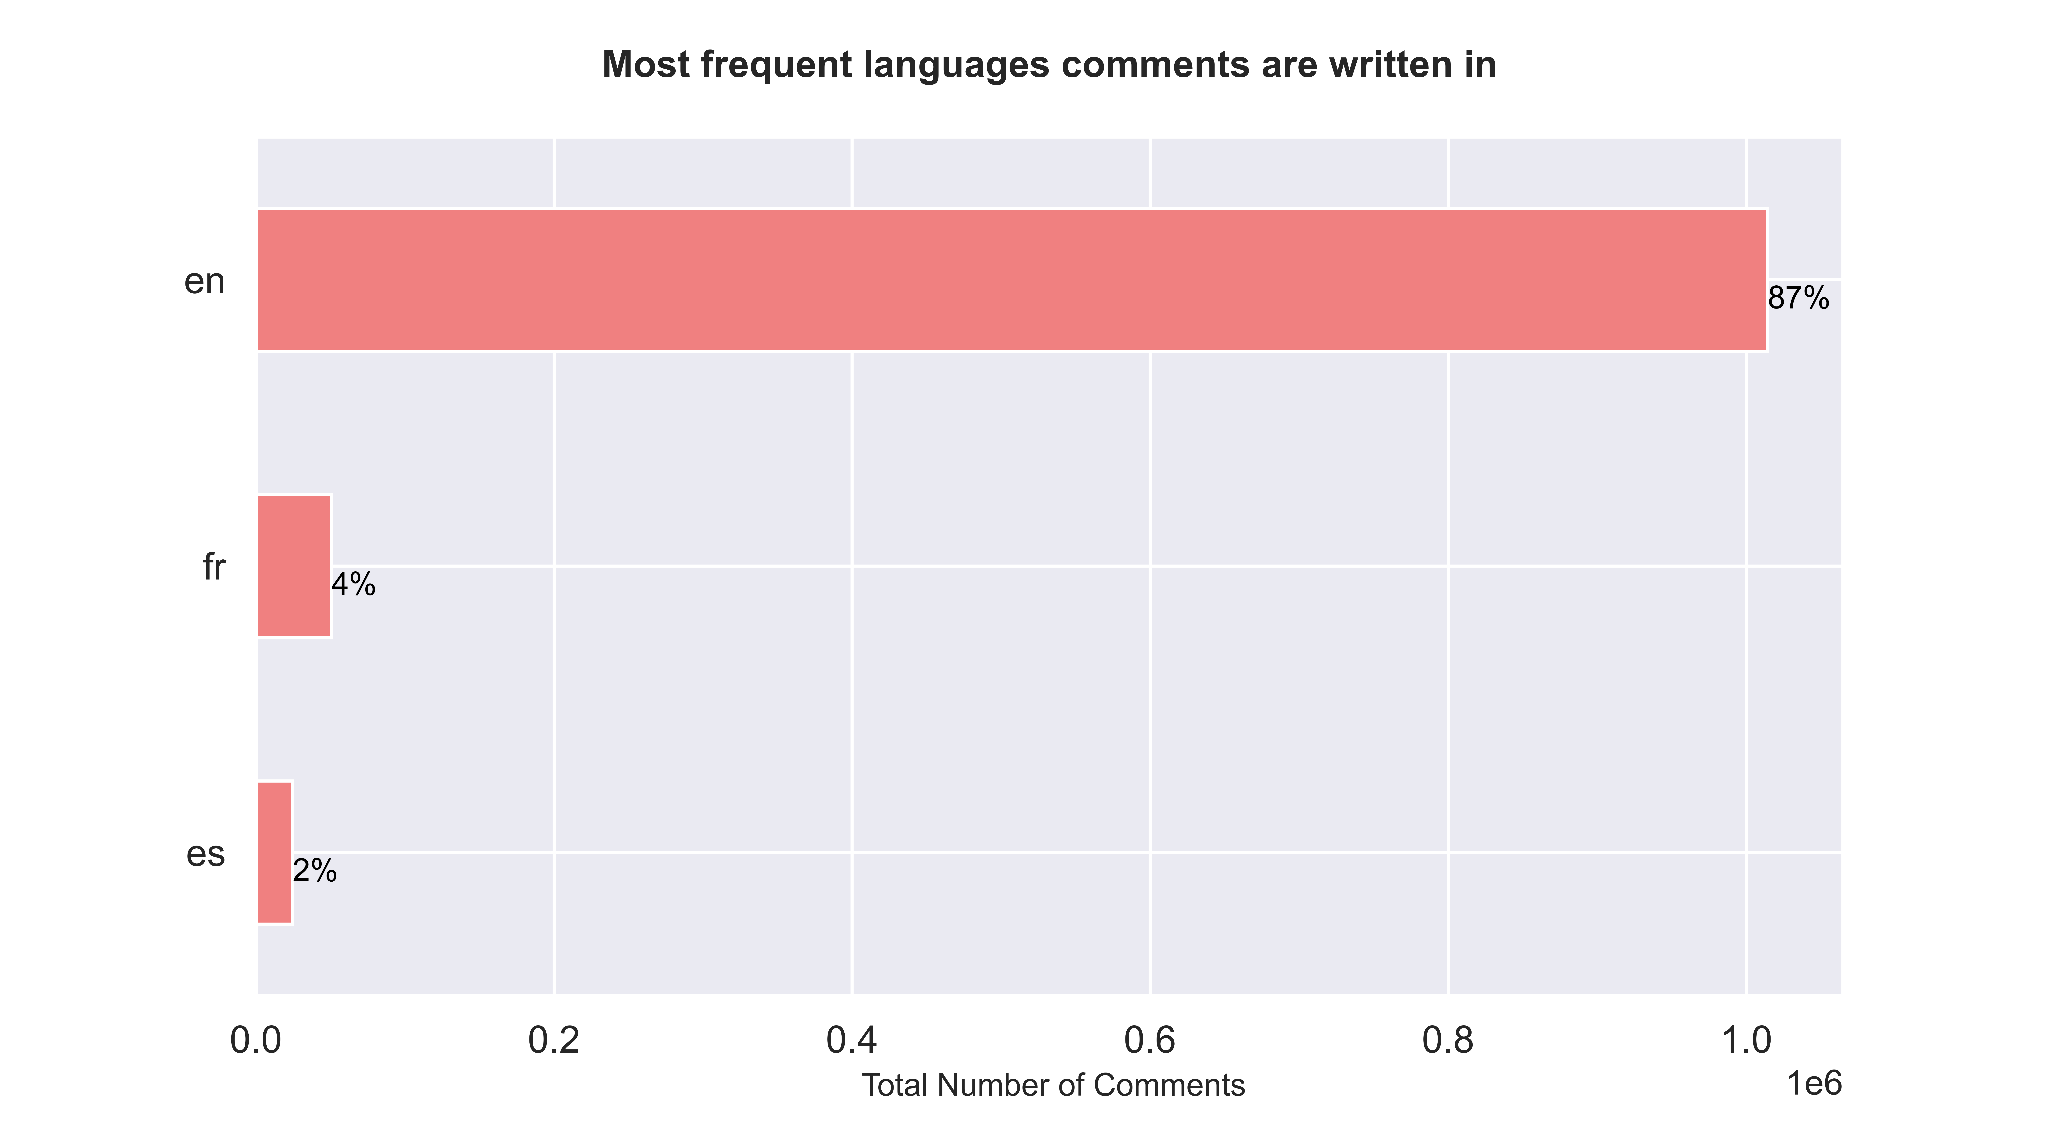 Most frequent languages comments are written in
en
87%
fr
4%
es
2%
0.0 0.2 0.4 0.6 0.8 1.0
Total Number of Comments
1e6